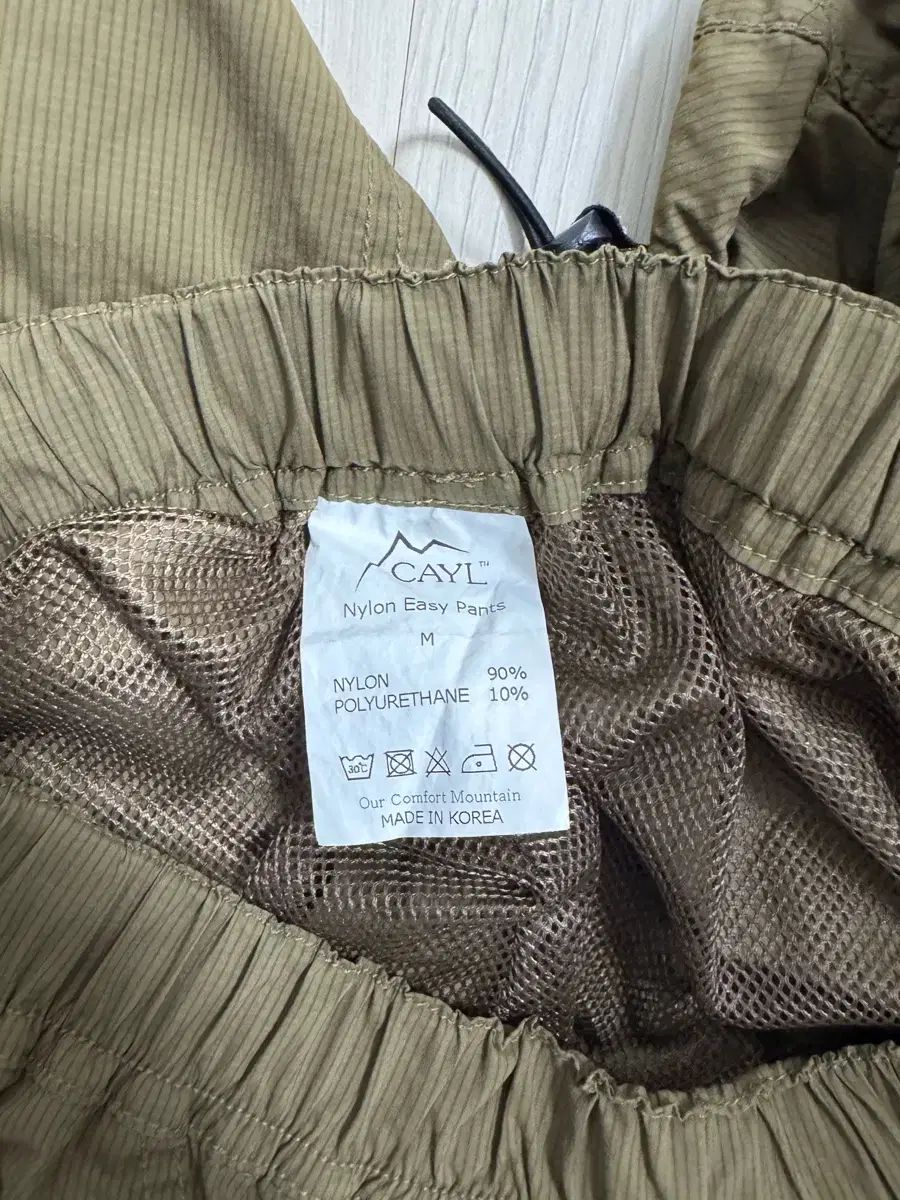 CAYL™
Nylon Easy Pants
M
NYLON 90%
POLYURETHANE 10%
30℃
Our Comfort Mountain
MADE IN KOREA